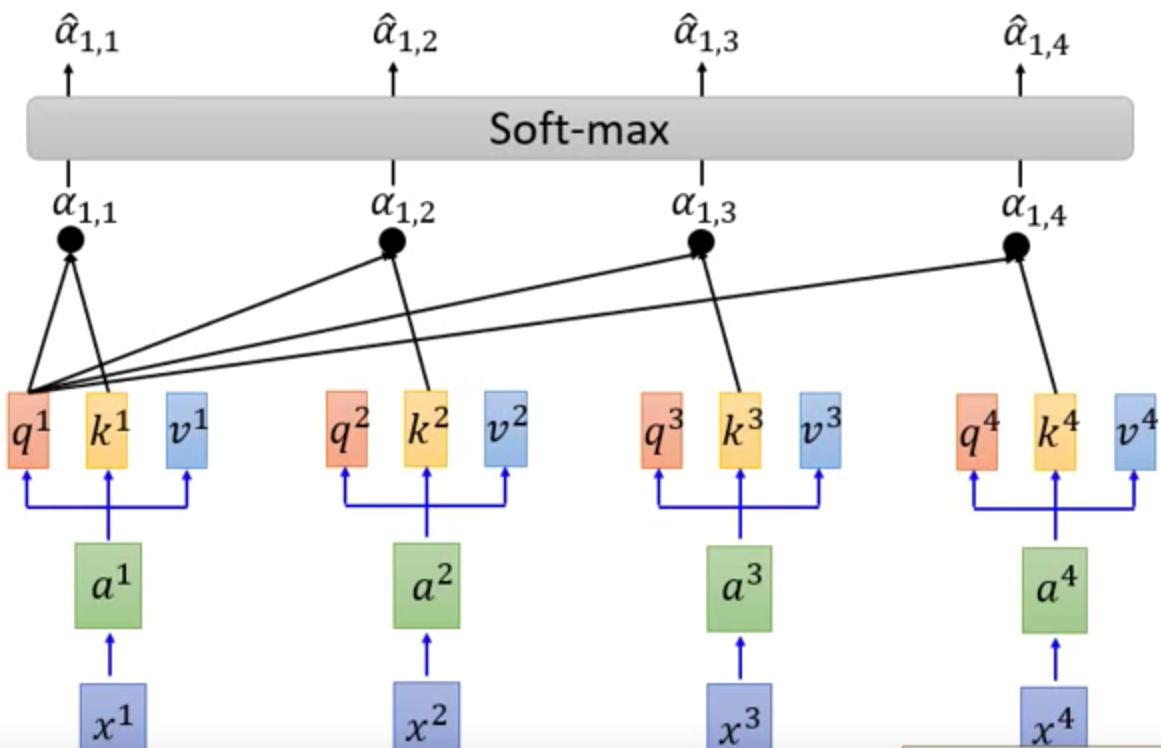 α̂₁,₁ α̂₁,₂ α̂₁,₃ α̂₁,₄
Soft-max
α₁,₁ α₁,₂ α₁,₃ α₁,₄
q¹ k¹ v¹ q² k² v² q³ k³ v³ q⁴ k⁴ v⁴
a¹ a² a³ a⁴
x¹ x² x³ x⁴